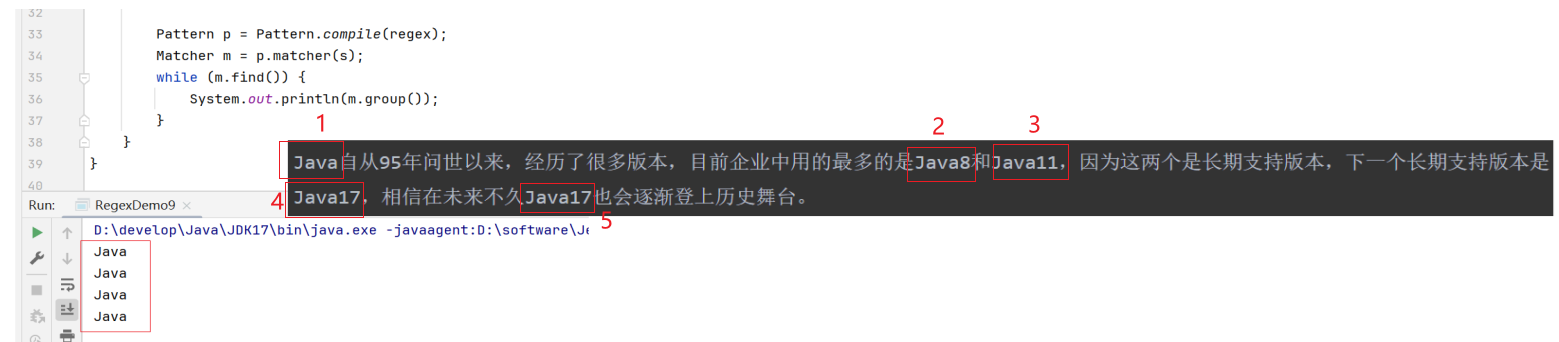 32
33 Pattern p = Pattern.compile(regex);
34 Matcher m = p.matcher(s);
35 while (m.find()) {
36 System.out.println(m.group());
37 }
38 }
39 }
40
1 2 3
Java自从95年问世以来，经历了很多版本，目前企业中用的最多的是Java8和Java11，因为这两个是长期支持版本，下一个长期支持版本是
4 Java17，相信在未来不久Java17也会逐渐登上历史舞台。
5
Run: RegexDemo9
D:\develop\Java\JDK17\bin\java.exe -javaagent:D:\software\Je
Java
Java
Java
Java